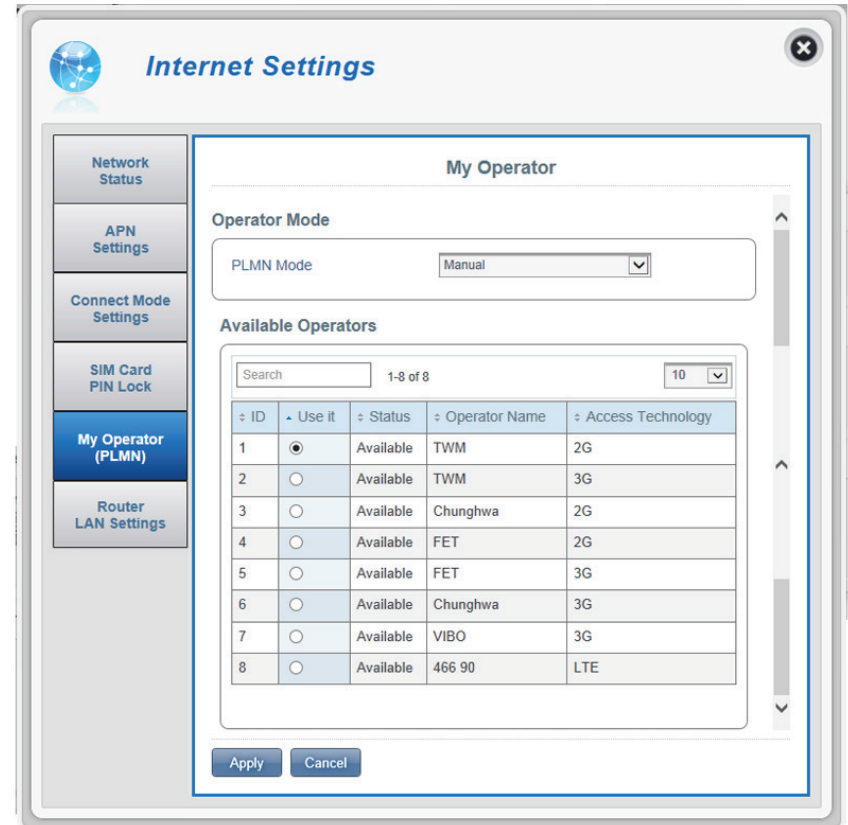 Internet Settings
Network
Status
APN
Settings
Connect Mode
Settings
SIM Card
PIN Lock
My Operator
(PLMN)
Router
LAN Settings
My Operator
Operator Mode
PLMN Mode Manual
Available Operators
Search 1-8 of 8 10
ID Use it Status Operator Name Access Technology
1 Available TWM 2G
2 Available TWM 3G
3 Available Chunghwa 2G
4 Available FET 2G
5 Available FET 3G
6 Available Chunghwa 3G
7 Available VIBO 3G
8 Available 466 90 LTE
Apply Cancel